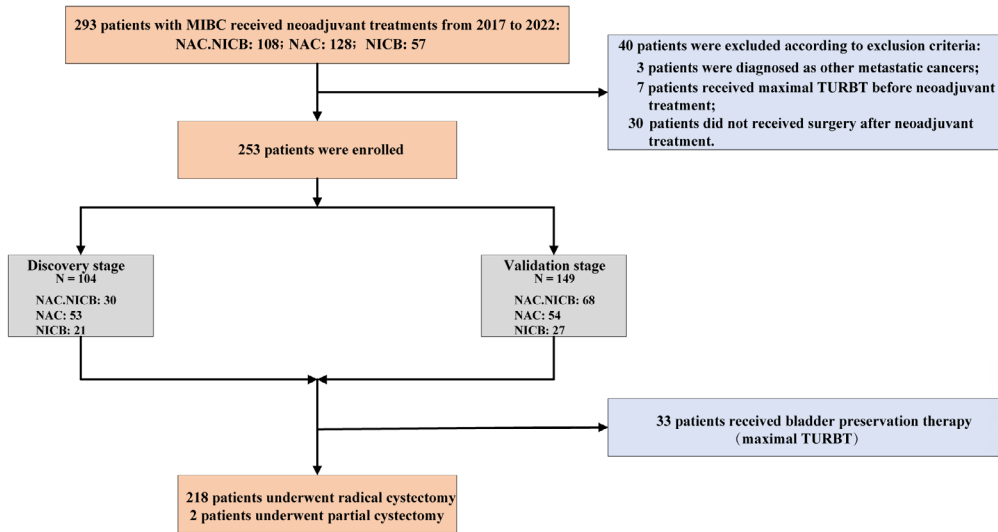 293 patients with MIBC received neoadjuvant treatments from 2017 to 2022:
NAC.NICB: 108; NAC: 128; NICB: 57
40 patients were excluded according to exclusion criteria:
3 patients were diagnosed as other metastatic cancers;
7 patients received maximal TURBT before neoadjuvant
treatment;
30 patients did not received surgery after neoadjuvant
treatment.
253 patients were enrolled
Discovery stage
N = 104
NAC.NICB: 30
NAC: 53
NICB: 21
Validation stage
N = 149
NAC.NICB: 68
NAC: 54
NICB: 27
33 patients received bladder preservation therapy
（maximal TURBT）
218 patients underwent radical cystectomy
2 patients underwent partial cystectomy